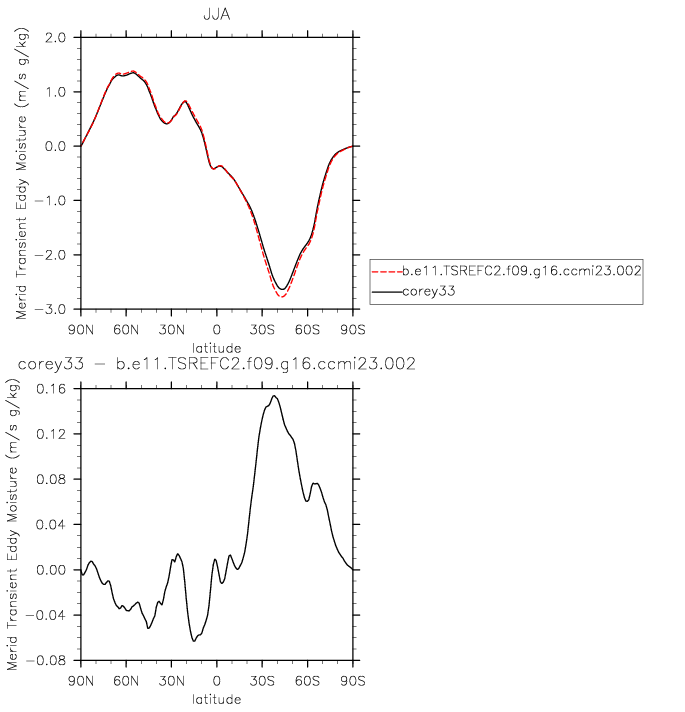 JJA
Merid Transient Eddy Moisture (m/s g/kg)
2.0
1.0
0.0
−1.0
−2.0
−3.0
90N 60N 30N 0 30S 60S 90S
latitude
b.e11.TSREFC2.f09.g16.ccmi23.002
corey33
corey33 − b.e11.TSREFC2.f09.g16.ccmi23.002
Merid Transient Eddy Moisture (m/s g/kg)
0.16
0.12
0.08
0.04
0.00
−0.04
−0.08
90N 60N 30N 0 30S 60S 90S
latitude